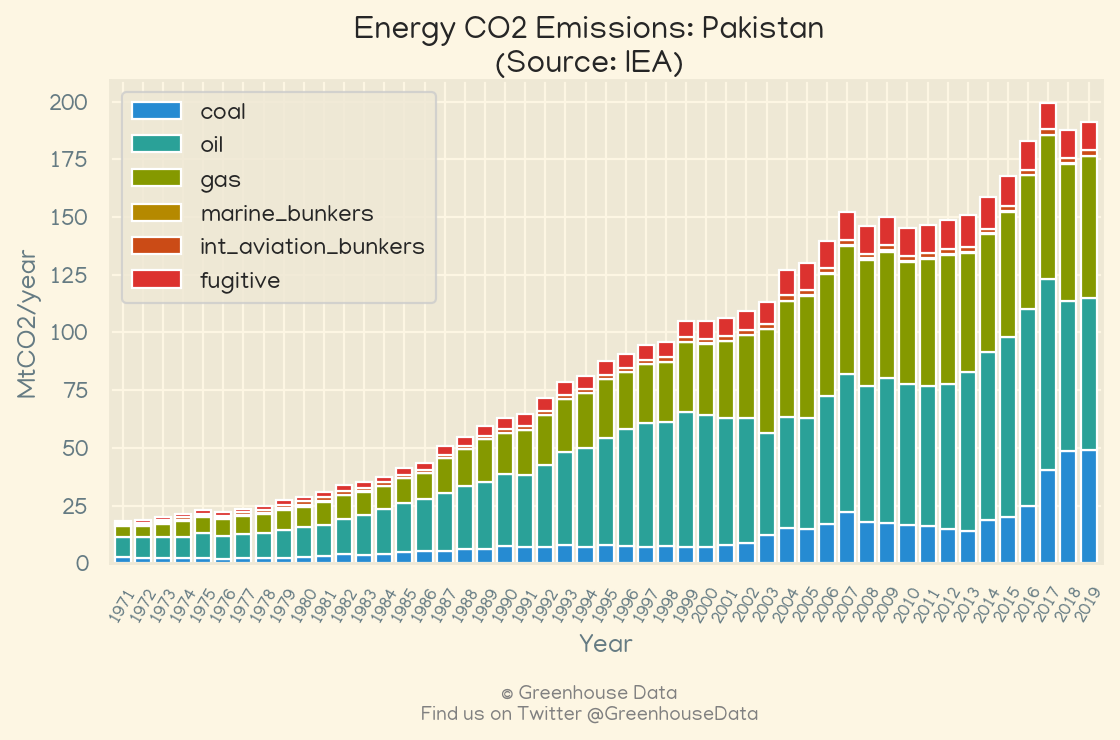 Energy CO2 Emissions: Pakistan
(Source: IEA)
coal
oil
gas
marine_bunkers
int_aviation_bunkers
fugitive
MtCO2/year
200
175
150
125
100
75
50
25
0
1971 1972 1973 1974 1975 1976 1977 1978 1979 1980 1981 1982 1983 1984 1985 1986 1987 1988 1989 1990 1991 1992 1993 1994 1995 1996 1997 1998 1999 2000 2001 2002 2003 2004 2005 2006 2007 2008 2009 2010 2011 2012 2013 2014 2015 2016 2017 2018 2019
Year
© Greenhouse Data
Find us on Twitter @GreenhouseData